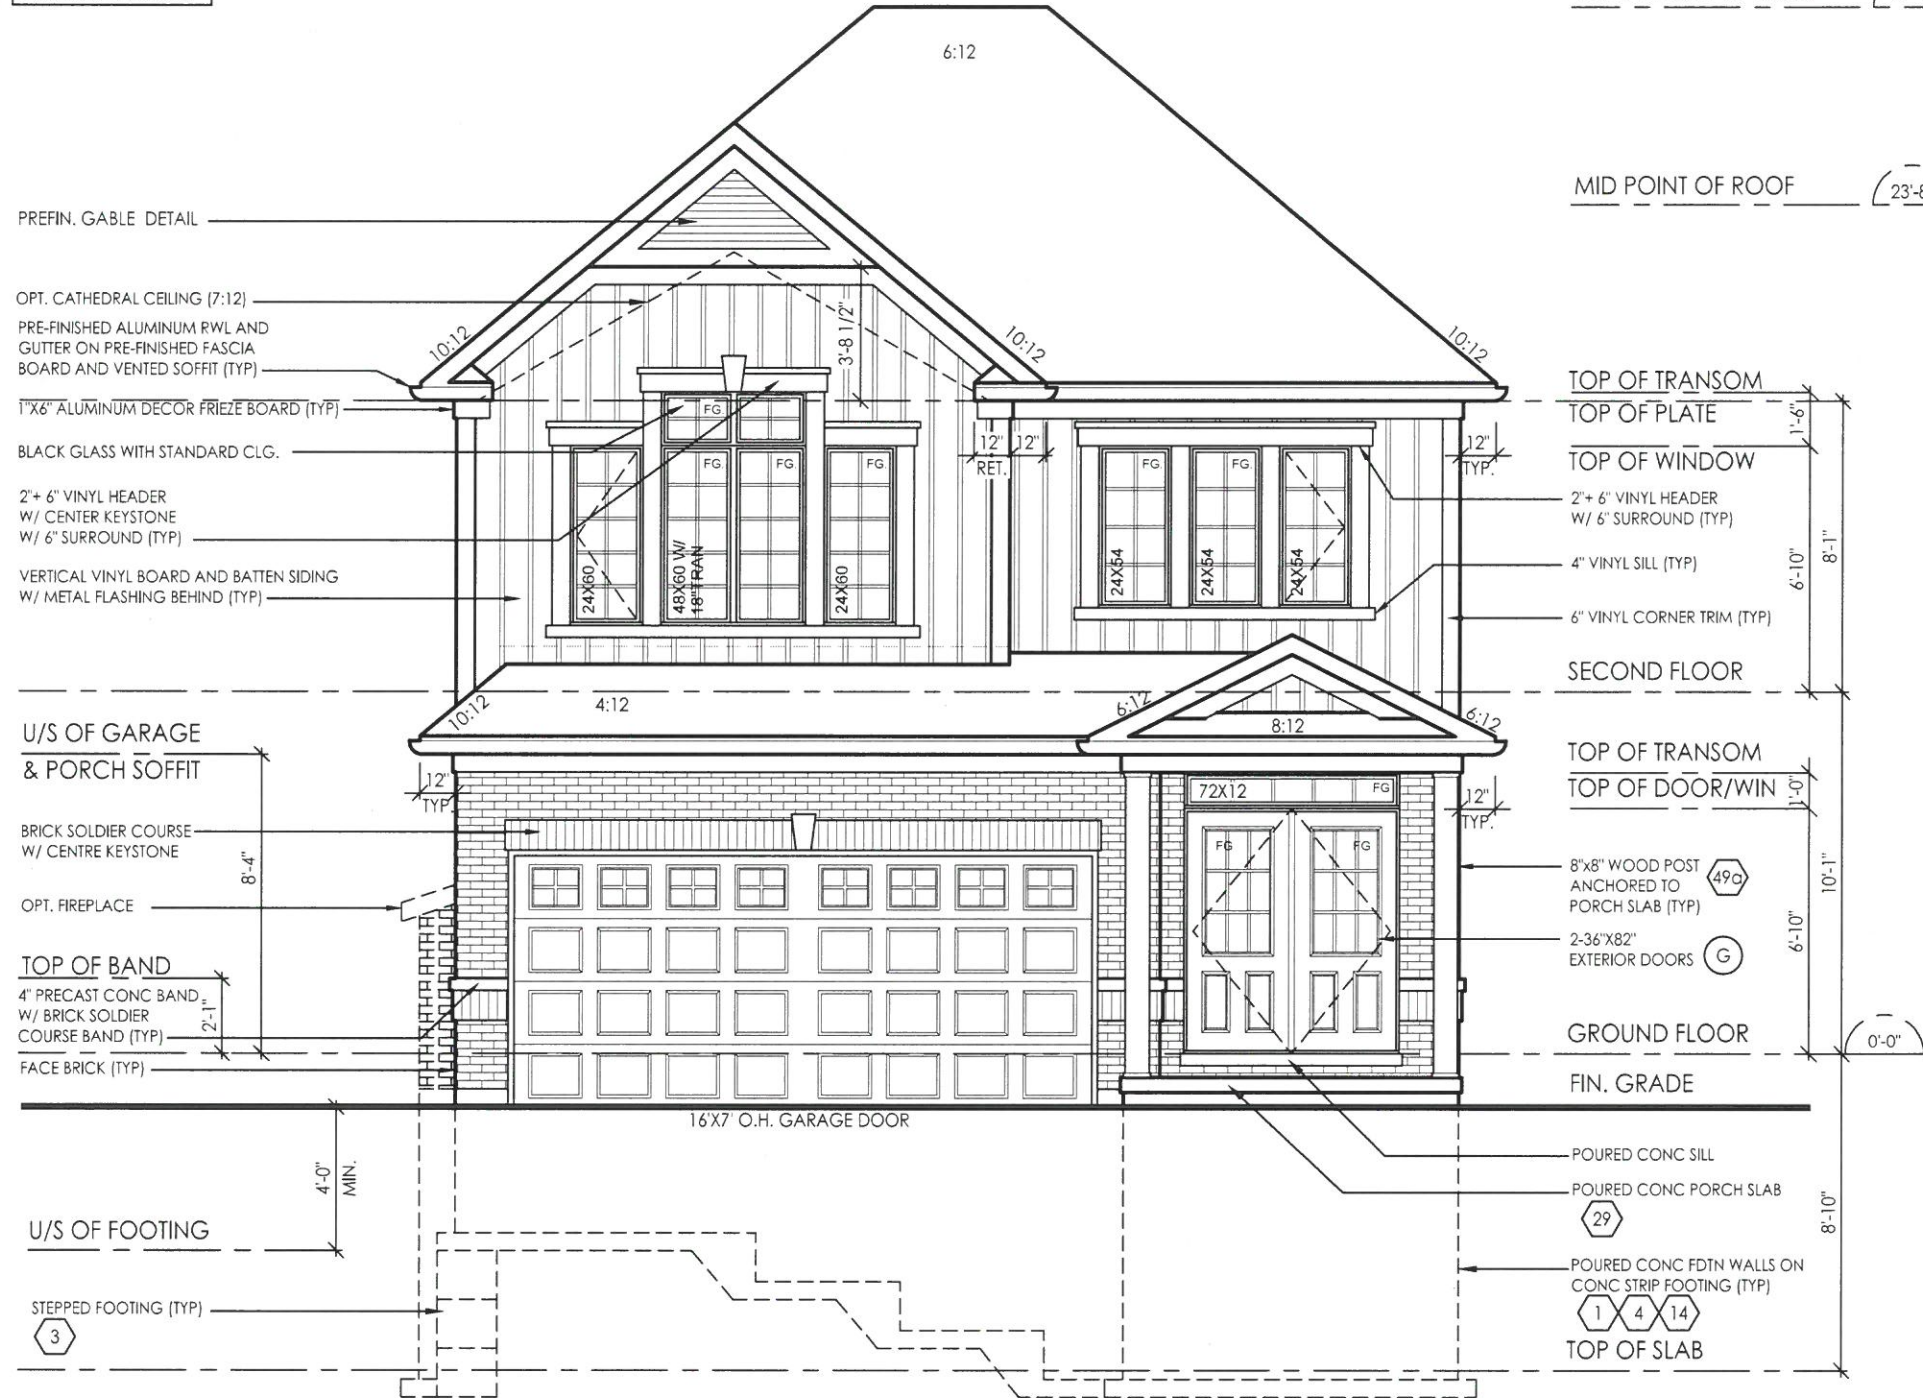 6:12
MID POINT OF ROOF
23'-8
PREFIN. GABLE DETAIL
OPT. CATHEDRAL CEILING (7:12)
PRE-FINISHED ALUMINUM RWL AND
GUTTER ON PRE-FINISHED FASCIA
BOARD AND VENTED SOFFIT (TYP)
1"X6" ALUMINUM DECOR FRIEZE BOARD (TYP)
BLACK GLASS WITH STANDARD CLG.
2"+ 6" VINYL HEADER
W/ CENTER KEYSTONE
W/ 6" SURROUND (TYP)
VERTICAL VINYL BOARD AND BATTEN SIDING
W/ METAL FLASHING BEHIND (TYP)
10:12
3'-8 1/2"
10:12
10:12
FG.
FG.
FG.
FG.
24X60
48X60 W/
18"TRAN
24X60
12"
RET.
12"
FG.
FG.
24X54
24X54
24X54
12"
TYP.
TOP OF TRANSOM
TOP OF PLATE
TOP OF WINDOW
1'-6"
2"+ 6" VINYL HEADER
W/ 6" SURROUND (TYP)
4" VINYL SILL (TYP)
6" VINYL CORNER TRIM (TYP)
6'-10"
8'-1"
SECOND FLOOR
10:12
4:12
6:12
8:12
6:12
U/S OF GARAGE
& PORCH SOFFIT
12"
TYP.
BRICK SOLDIER COURSE
W/ CENTRE KEYSTONE
8'-4"
OPT. FIREPLACE
TOP OF BAND
4" PRECAST CONC BAND
W/ BRICK SOLDIER
COURSE BAND (TYP)
2'-1"
FACE BRICK (TYP)
72X12
FG
FG
FG
12"
TYP.
TOP OF TRANSOM
TOP OF DOOR/WIN
1'-0"
8"x8" WOOD POST
ANCHORED TO
PORCH SLAB (TYP)
49a
2-36"X82"
EXTERIOR DOORS
G
6'-10"
10'-1"
GROUND FLOOR
0'-0"
FIN. GRADE
16'X7' O.H. GARAGE DOOR
4'-0"
MIN.
U/S OF FOOTING
STEPPED FOOTING (TYP)
3
POURED CONC SILL
POURED CONC PORCH SLAB
29
POURED CONC FDTN WALLS ON
CONC STRIP FOOTING (TYP)
1 4 14
8'-10"
TOP OF SLAB